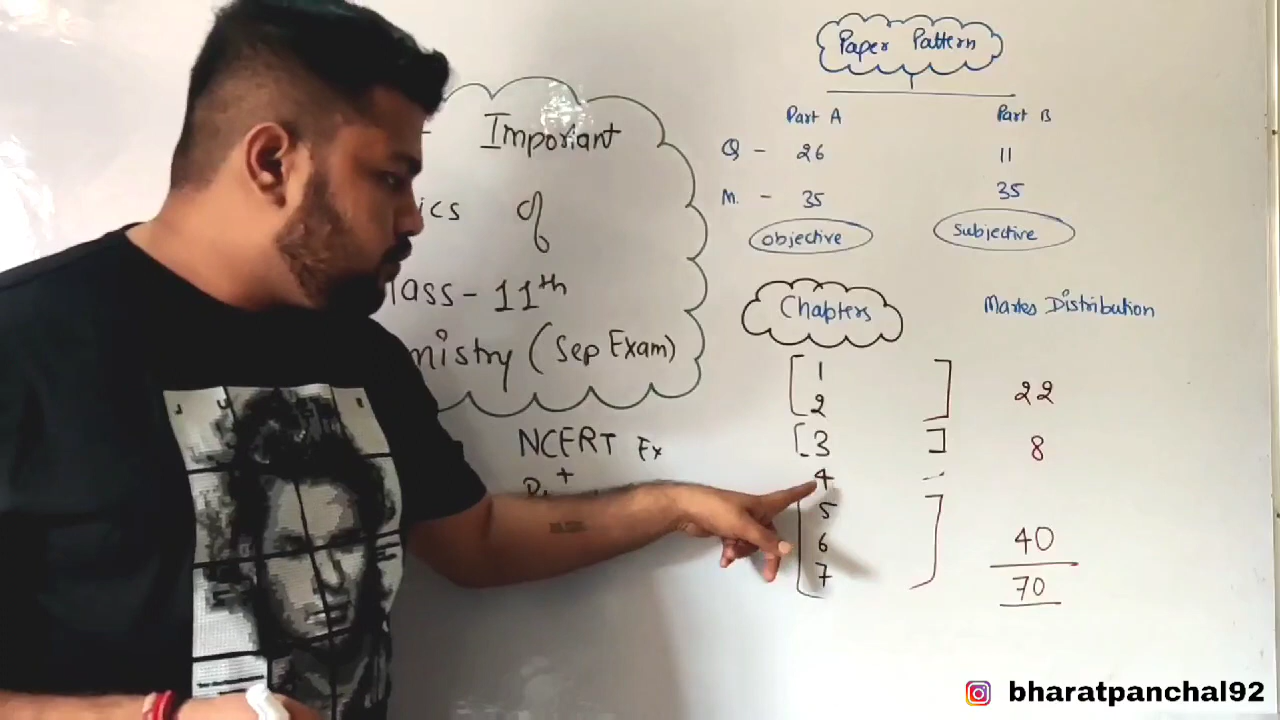 Important
ics of
lass - 11th
mistry (Sep Exam)
NCERT Ex
Paper Pattern
Part A Part B
Q - 26 11
M. - 35 35
Objective Subjective
Chapters Marks Distribution
1
2 22
3 8
4 -
5
6 40
7 70
bharatpanchal92